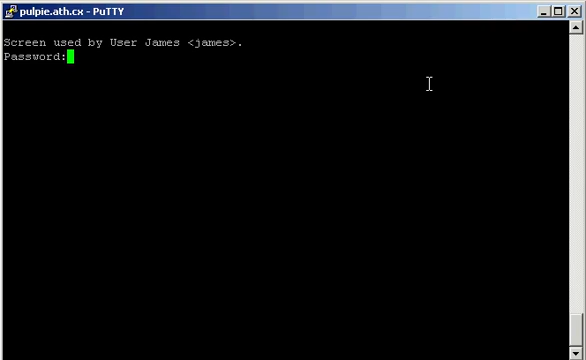 pulpie.ath.cx - PuTTY
Screen used by User James <james>.
Password: